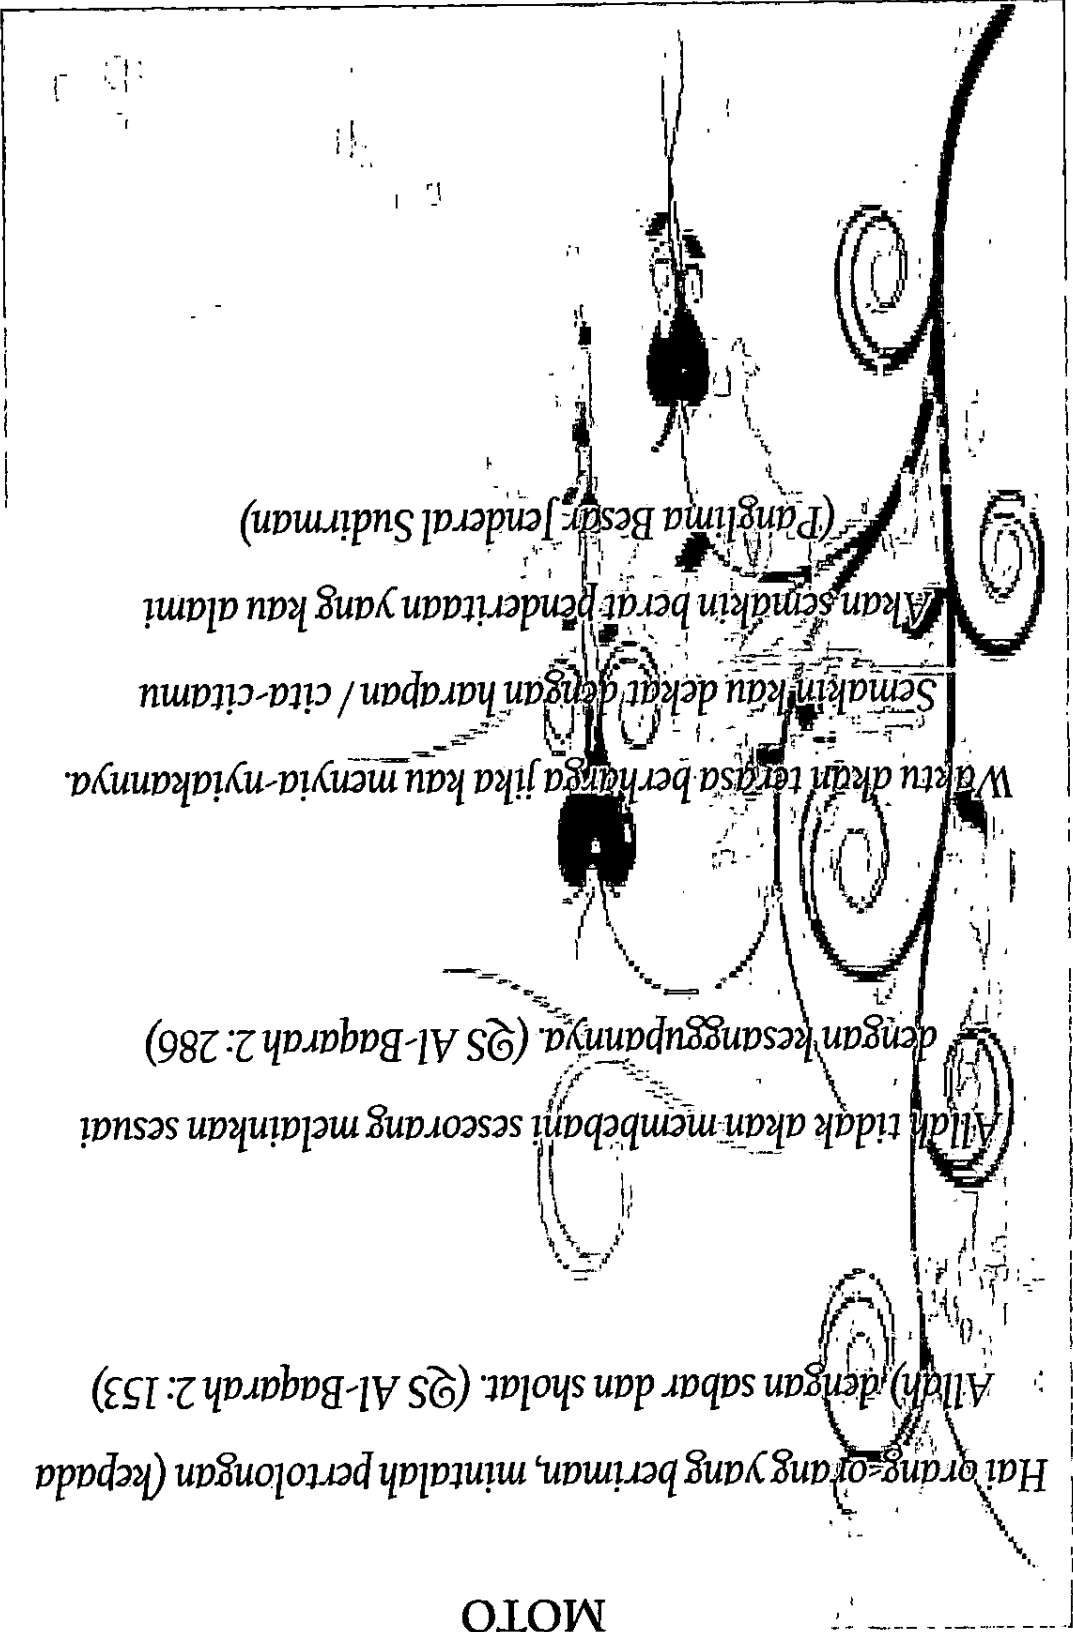 MOTO
Hai orang-orang yang beriman, mintalah pertolongan (kepada
Allah) dengan sabar dan sholat. (QS Al-Baqarah 2: 153)
Allah tidak akan membebani seseorang melainkan sesuai
dengan kesanggupannya. (QS Al-Baqarah 2: 286)
Waktu akan terasa berharga jika kau menyia-nyiakannya.
Semakin kau dekat dengan harapan / cita-citamu
Akan semakin berat penderitaan yang kau alami
(Panglima Besar Jenderal Sudirman)